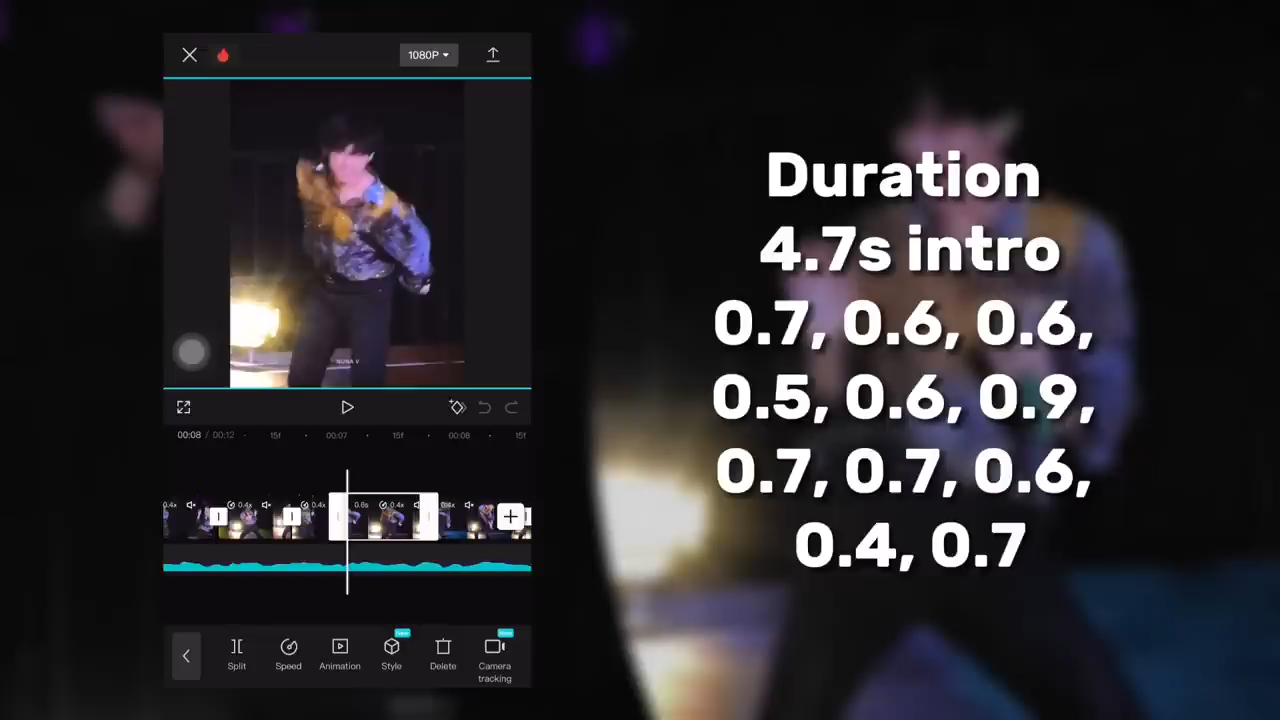 1080P
NUNA V
00:08 / 00:12
15f
00:07
15f
00:08
15f
0.4x
0.4x
0.4x
0.6s
0.4x
0.4x
Split
Speed
Animation
New
Style
Delete
New
Camera
tracking
Duration
4.7s intro
0.7, 0.6, 0.6,
0.5, 0.6, 0.9,
0.7, 0.7, 0.6,
0.4, 0.7